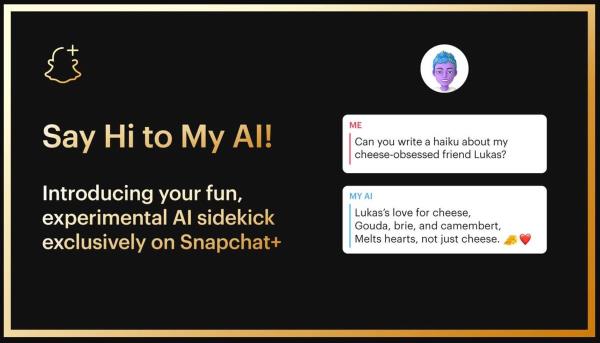 Say Hi to My AI!
Introducing your fun,
experimental AI sidekick
exclusively on Snapchat+
ME
Can you write a haiku about my
cheese-obsessed friend Lukas?
MY AI
Lukas's love for cheese,
Gouda, brie, and camembert,
Melts hearts, not just cheese. 🧀❤️